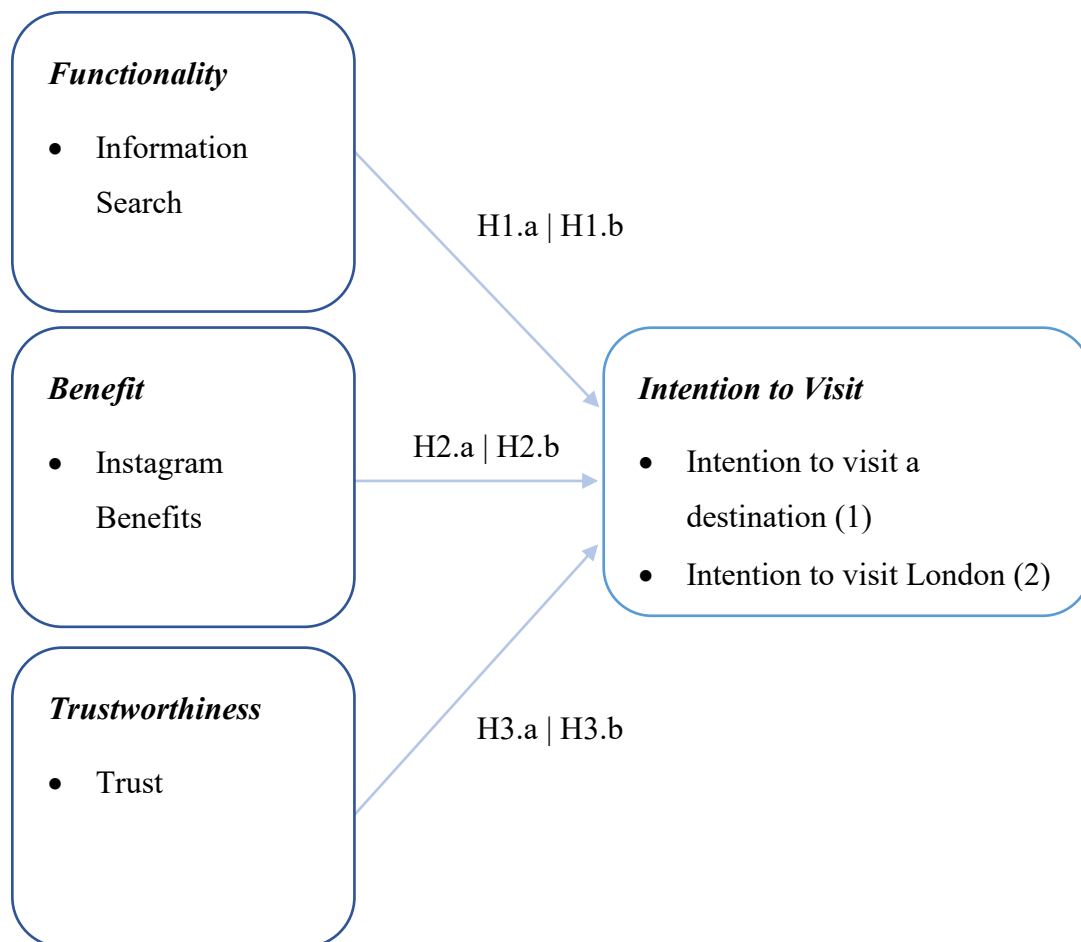 Functionality
• Information
Search
H1.a | H1.b
Benefit
• Instagram
Benefits
H2.a | H2.b
Intention to Visit
• Intention to visit a
destination (1)
• Intention to visit London (2)
Trustworthiness
• Trust
H3.a | H3.b